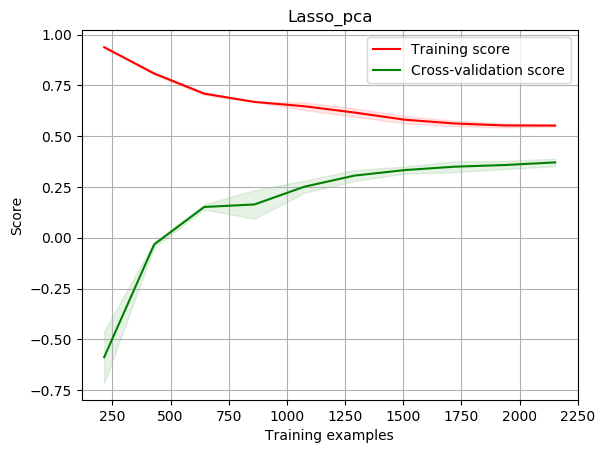 Lasso_pca
Training score
Cross-validation score
1.00
0.75
0.50
0.25
0.00
−0.25
−0.50
−0.75
Score
250 500 750 1000 1250 1500 1750 2000 2250
Training examples